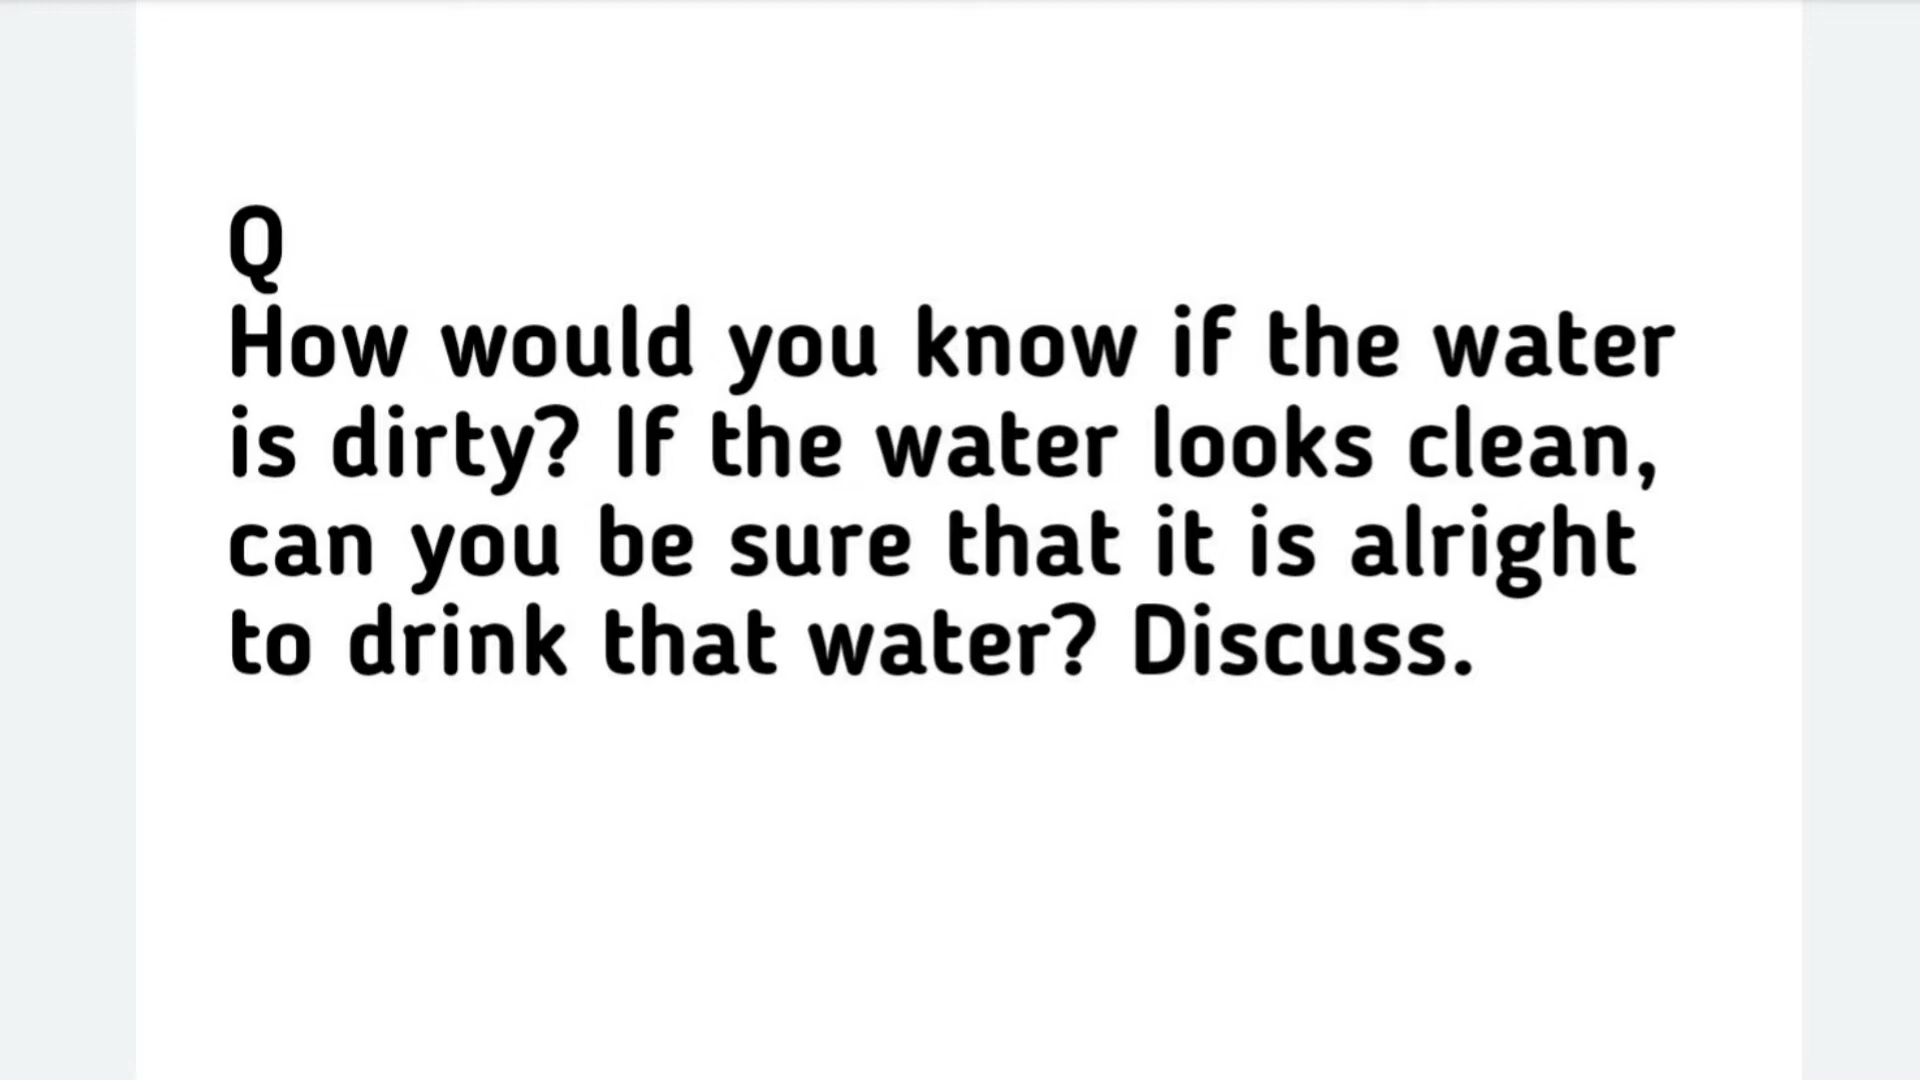 Q
How would you know if the water
is dirty? If the water looks clean,
can you be sure that it is alright
to drink that water? Discuss.